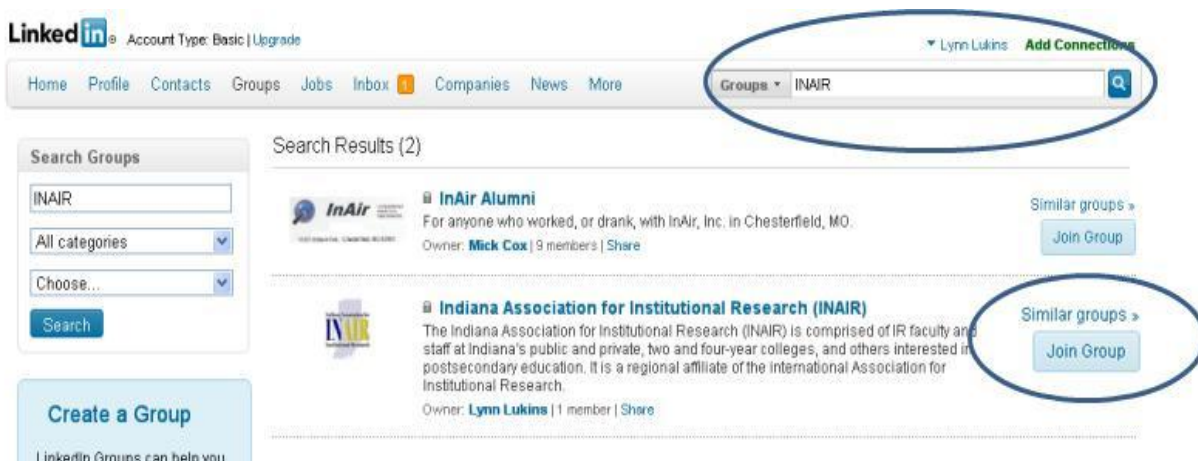 Linked in ® Account Type: Basic | Upgrade
Lynn Lukins Add Connections
Home Profile Contacts Groups Jobs Inbox 1 Companies News More
Groups INAIR
Search Groups
INAIR
All categories
Choose...
Search
Create a Group
LinkedIn Groups can help you
Search Results (2)
InAir
InAir Alumni
For anyone who worked, or drank, with InAir, Inc. in Chesterfield, MO.
Owner: Mick Cox | 9 members | Share
Similar groups »
Join Group
INAIR
Indiana Association for Institutional Research (INAIR)
The Indiana Association for Institutional Research (INAIR) is comprised of IR faculty and
staff at Indiana's public and private, two and four-year colleges, and others interested in
postsecondary education. It is a regional affiliate of the international Association for
Institutional Research.
Owner: Lynn Lukins | 1 member | Share
Similar groups »
Join Group